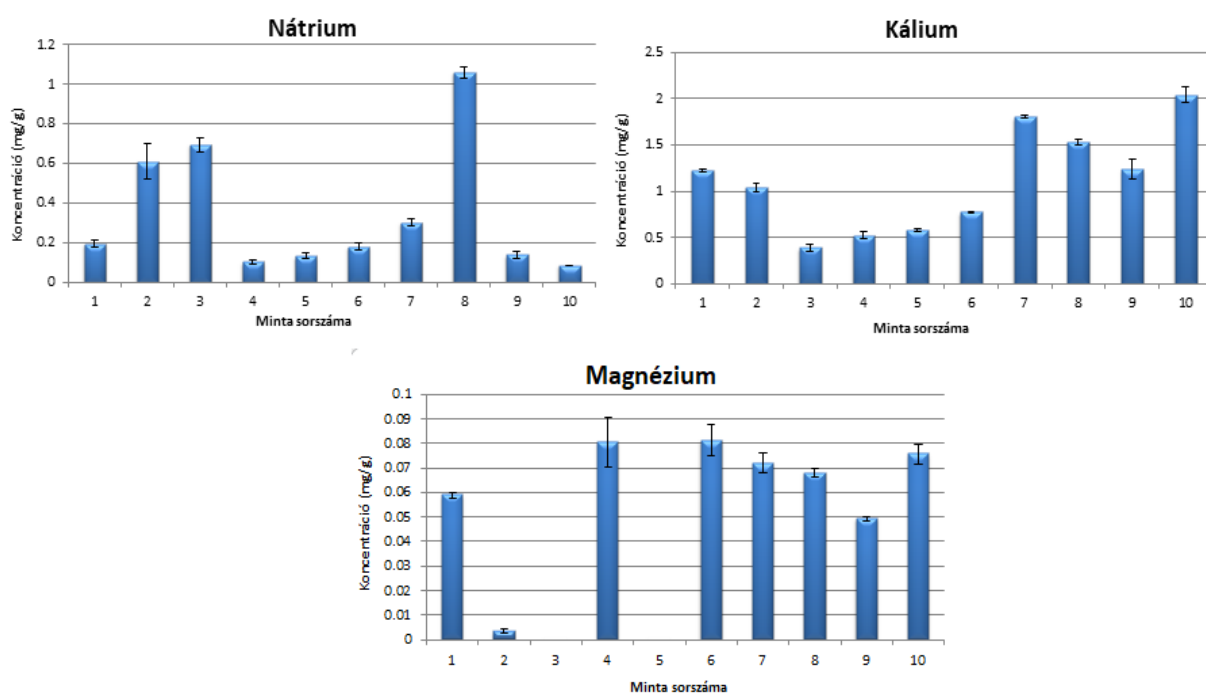 Nátrium
Koncentráció (mg/g)
1.2
1
0.8
0.6
0.4
0.2
0
1 2 3 4 5 6 7 8 9 10
Minta sorszáma
Kálium
Koncentráció (mg/g)
2.5
2
1.5
1
0.5
0
1 2 3 4 5 6 7 8 9 10
Minta sorszáma
Magnézium
Koncentráció (mg/g)
0.1
0.09
0.08
0.07
0.06
0.05
0.04
0.03
0.02
0.01
0
1 2 3 4 5 6 7 8 9 10
Minta sorszáma